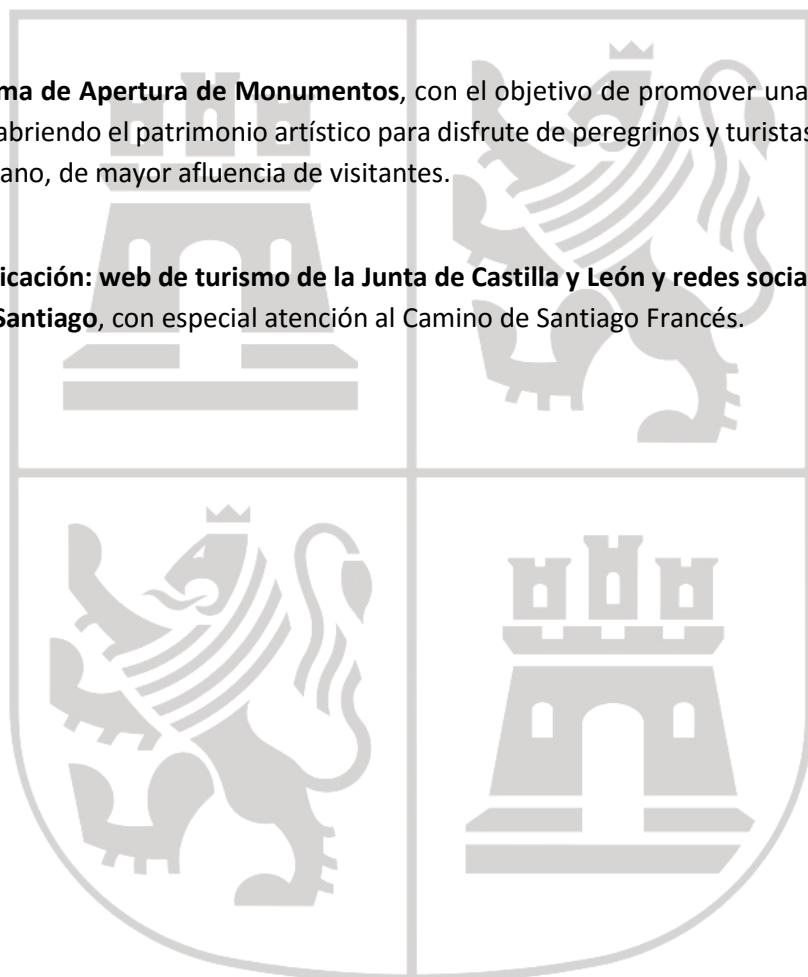 ma de Apertura de Monumentos, con el objetivo de promover una
abriendo el patrimonio artístico para disfrute de peregrinos y turistas
ano, de mayor afluencia de visitantes.
icación: web de turismo de la Junta de Castilla y León y redes socia
Santiago, con especial atención al Camino de Santiago Francés.